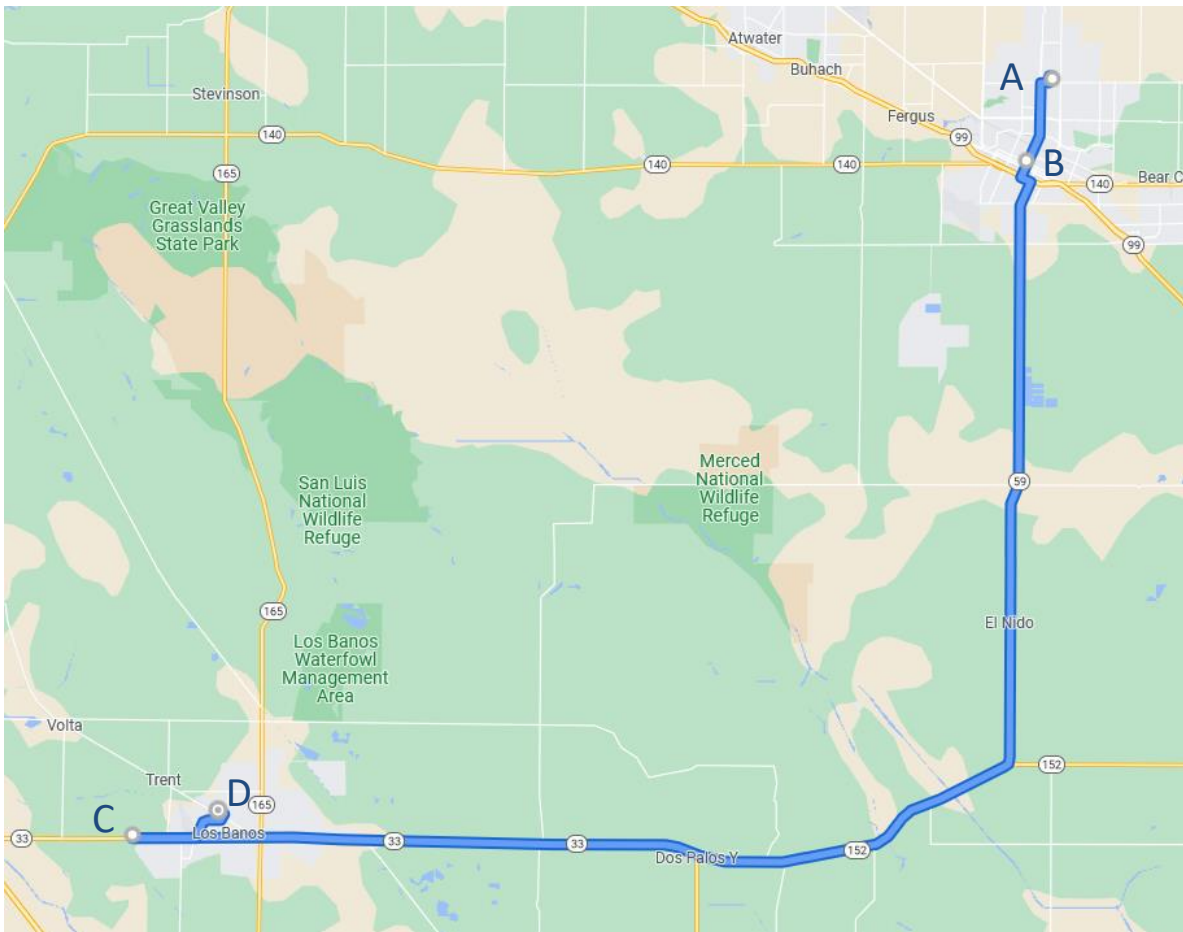 Atwater
Buhach
A
Stevinson
Fergus
140
99
165
140
140
B
140
Bear C
Great Valley
Grasslands
State Park
99
Merced
National
Wildlife
Refuge
San Luis
National
Wildlife
Refuge
59
165
El Nido
Los Banos
Waterfowl
Management
Area
Volta
152
Trent
D
165
C
33
Los Banos
33
33
Dos Palos Y
152